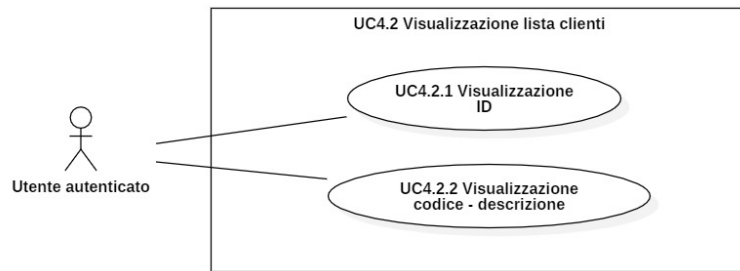 UC4.2 Visualizzazione lista clienti
UC4.2.1 Visualizzazione
ID
Utente autenticato
UC4.2.2 Visualizzazione
codice - descrizione